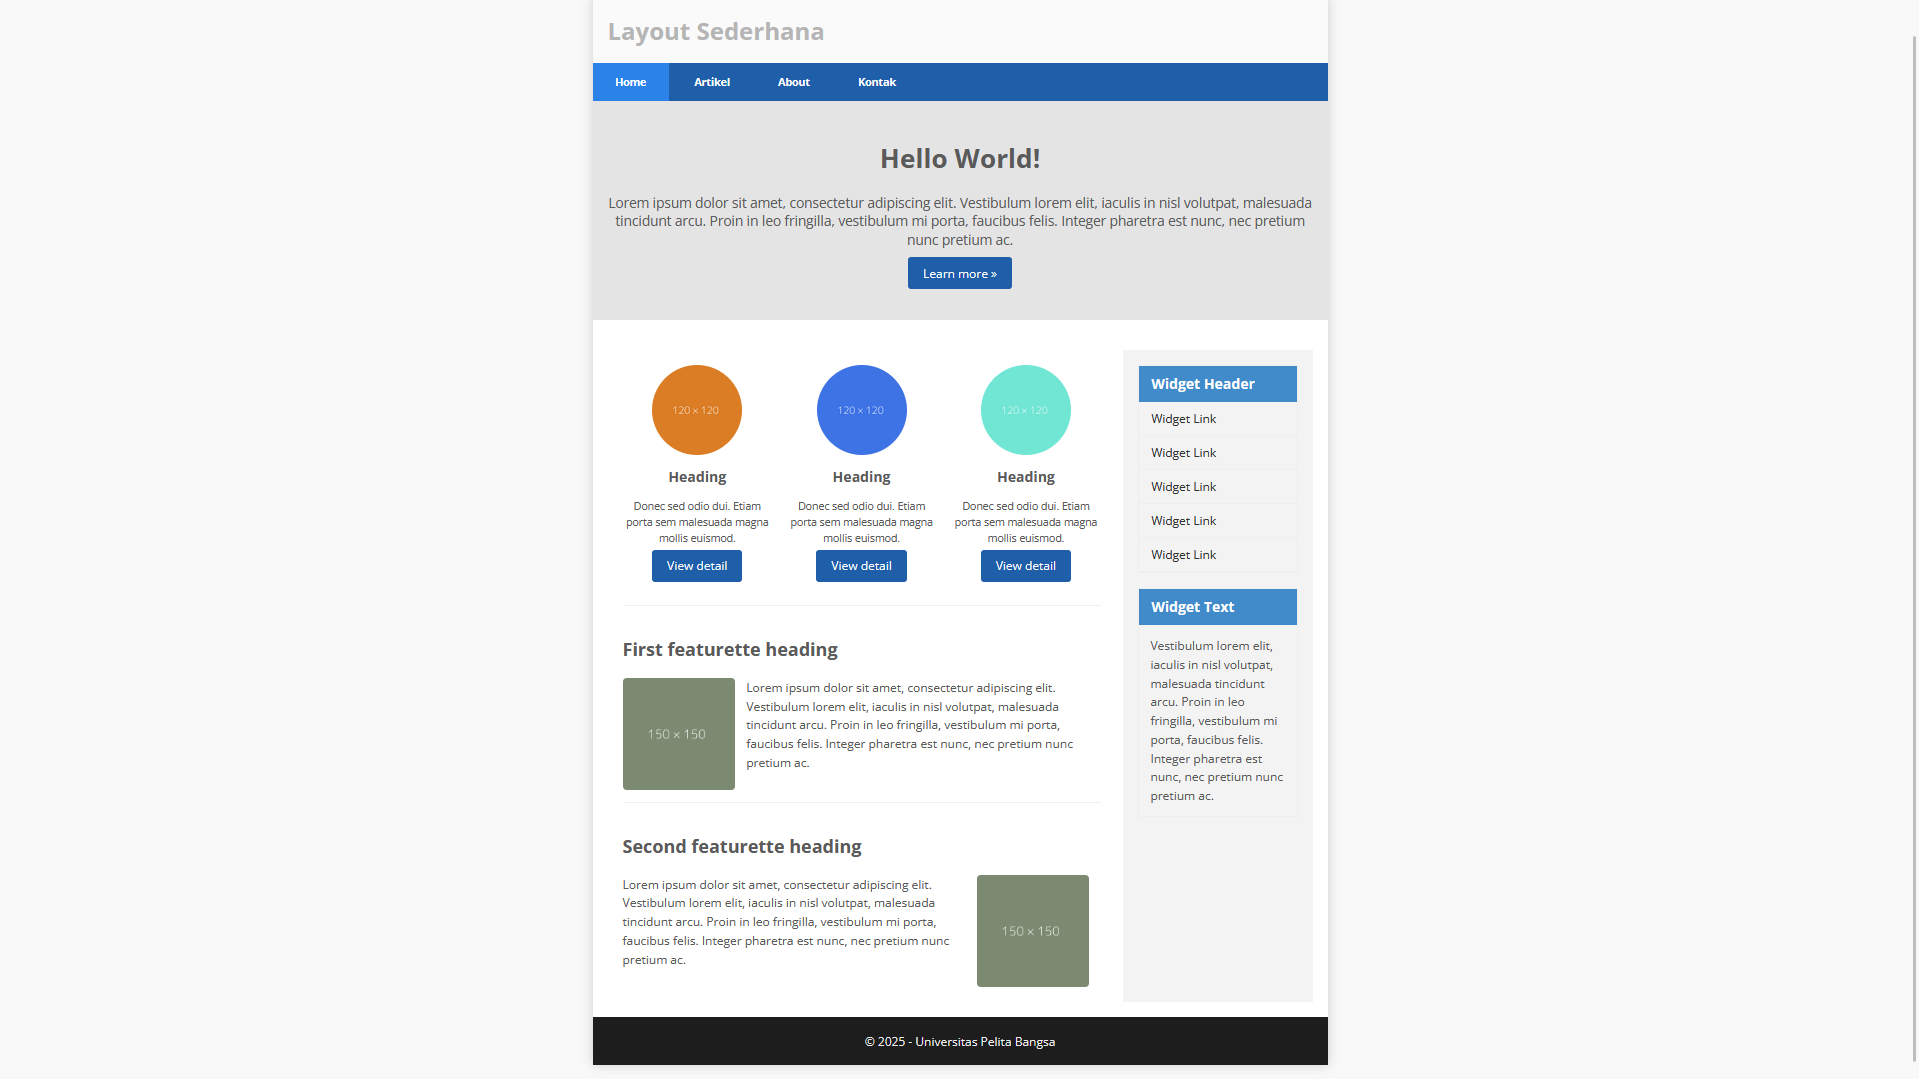 Layout Sederhana
Home
Artikel
About
Kontak
Hello World!
Lorem ipsum dolor sit amet, consectetur adipiscing elit. Vestibulum lorem elit, iaculis in nisl volutpat, malesuada
tincidunt arcu. Proin in leo fringilla, vestibulum mi porta, faucibus felis. Integer pharetra est nunc, nec pretium
nunc pretium ac.
Learn more »
120 × 120
Heading
Donec sed odio dui. Etiam
porta sem malesuada magna
mollis euismod.
View detail
120 × 120
Heading
Donec sed odio dui. Etiam
porta sem malesuada magna
mollis euismod.
View detail
120 × 120
Heading
Donec sed odio dui. Etiam
porta sem malesuada magna
mollis euismod.
View detail
First featurette heading
150 × 150
Lorem ipsum dolor sit amet, consectetur adipiscing elit.
Vestibulum lorem elit, iaculis in nisl volutpat, malesuada
tincidunt arcu. Proin in leo fringilla, vestibulum mi porta,
faucibus felis. Integer pharetra est nunc, nec pretium nunc
pretium ac.
Second featurette heading
Lorem ipsum dolor sit amet, consectetur adipiscing elit.
Vestibulum lorem elit, iaculis in nisl volutpat, malesuada
tincidunt arcu. Proin in leo fringilla, vestibulum mi porta,
faucibus felis. Integer pharetra est nunc, nec pretium nunc
pretium ac.
150 × 150
Widget Header
Widget Link
Widget Link
Widget Link
Widget Link
Widget Link
Widget Text
Vestibulum lorem elit,
iaculis in nisl volutpat,
malesuada tincidunt
arcu. Proin in leo
fringilla, vestibulum mi
porta, faucibus felis.
Integer pharetra est
nunc, nec pretium nunc
pretium ac.
© 2025 - Universitas Pelita Bangsa